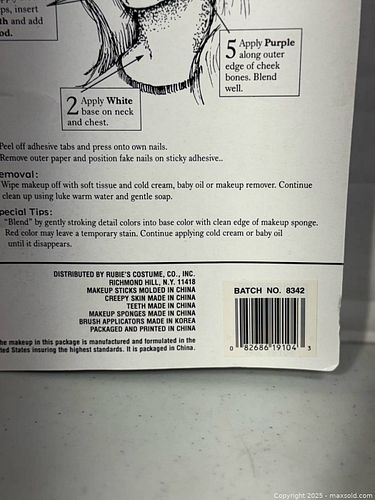 ps, insert
th and add
od.
5 Apply Purple
along outer
edge of cheek
bones. Blend
well.
2 Apply White
base on neck
and chest.
Peel off adhesive tabs and press onto own nails.
Remove outer paper and position fake nails on sticky adhesive..
emoval:
Wipe makeup off with soft tissue and cold cream, baby oil or makeup remover. Continue
clean up using luke warm water and gentle soap.
pecial Tips:
"Blend" by gently stroking detail colors into base color with clean edge of makeup sponge.
Red color may leave a temporary stain. Continue applying cold cream or baby oil
until it disappears.
DISTRIBUTED BY RUBIE'S COSTUME, CO., INC.
RICHMOND HILL, N.Y. 11418
MAKEUP STICKS MOLDED IN CHINA
CREEPY SKIN MADE IN CHINA
TEETH MADE IN CHINA
MAKEUP SPONGES MADE IN CHINA
BRUSH APPLICATORS MADE IN KOREA
PACKAGED AND PRINTED IN CHINA
he makeup in this package is manufactured and formulated in the
ted States insuring the highest standards. It is packaged in China.
BATCH NO. 8342
0 82686 19104 3
Copyright 2025 - maxsold.com